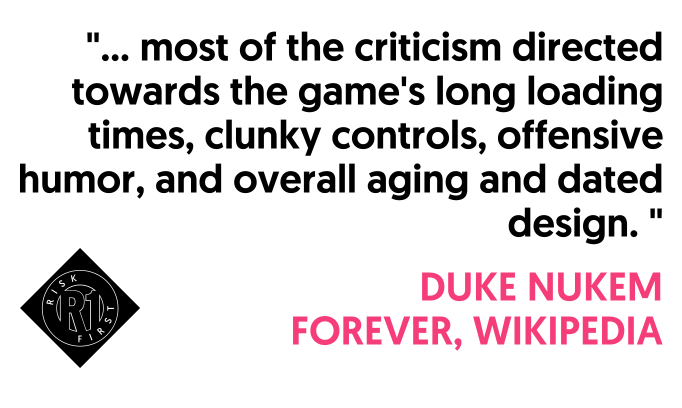 "... most of the criticism directed
towards the game's long loading
times, clunky controls, offensive
humor, and overall aging and dated
design. "
DUKE NUKEM
FOREVER, WIKIPEDIA
RISK
R1
FIRST